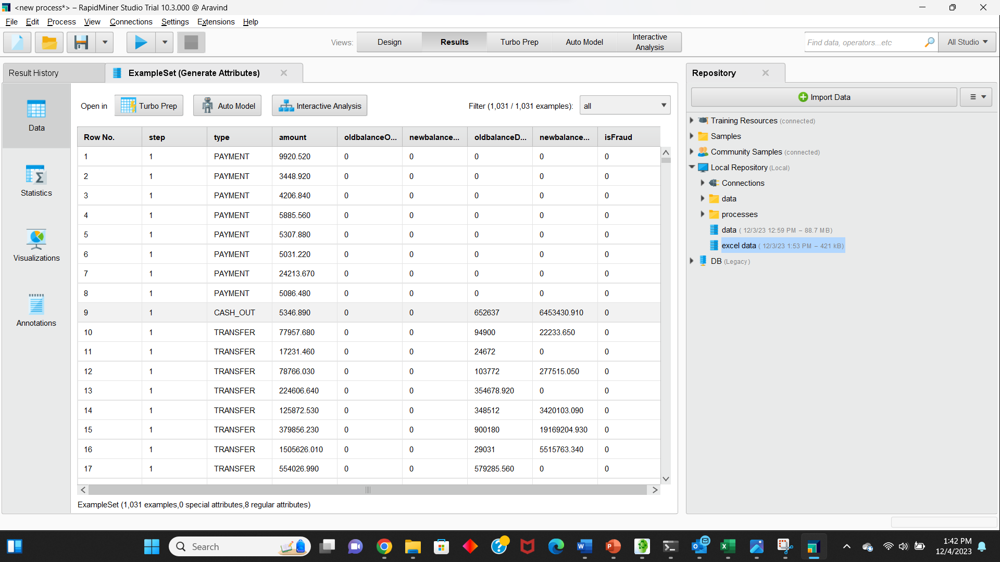 <new process*> – RapidMiner Studio Trial 10.3.000 @ Aravind
File Edit Process View Connections Settings Extensions Help
Views: Design Results Turbo Prep Auto Model Interactive Analysis
Find data, operators...etc All Studio
Result History ExampleSet (Generate Attributes)
Open in Turbo Prep Auto Model Interactive Analysis Filter (1,031 / 1,031 examples): all
Data
Statistics
Visualizations
Annotations
Row No. step type amount oldbalanceO... newbalance... oldbalanceD... newbalance... isFraud
1 1 PAYMENT 9920.520 0 0 0 0 0
2 1 PAYMENT 3448.920 0 0 0 0 0
3 1 PAYMENT 4206.840 0 0 0 0 0
4 1 PAYMENT 5885.560 0 0 0 0 0
5 1 PAYMENT 5307.880 0 0 0 0 0
6 1 PAYMENT 5031.220 0 0 0 0 0
7 1 PAYMENT 24213.670 0 0 0 0 0
8 1 PAYMENT 5086.480 0 0 0 0 0
9 1 CASH_OUT 5346.890 0 0 652637 6453430.910 0
10 1 TRANSFER 77957.680 0 0 94900 22233.650 0
11 1 TRANSFER 17231.460 0 0 24672 0 0
12 1 TRANSFER 78766.030 0 0 103772 277515.050 0
13 1 TRANSFER 224606.640 0 0 354678.920 0 0
14 1 TRANSFER 125872.530 0 0 348512 3420103.090 0
15 1 TRANSFER 379856.230 0 0 900180 19169204.930 0
16 1 TRANSFER 1505626.010 0 0 29031 5515763.340 0
17 1 TRANSFER 554026.990 0 0 579285.560 0 0
ExampleSet (1,031 examples,0 special attributes,8 regular attributes)
Repository
Import Data
Training Resources (connected)
Samples
Community Samples (connected)
Local Repository (Local)
Connections
data
processes
data ( 12/3/23 12:59 PM – 88.7 MB)
excel data ( 12/3/23 1:53 PM – 421 kB)
DB (Legacy)
Search
1:42 PM
12/4/2023